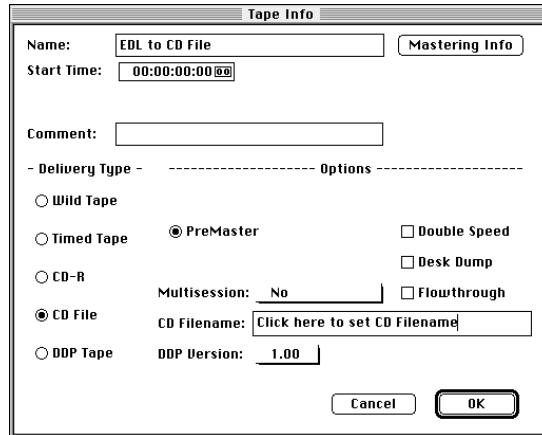 Tape Info
Name: EDL to CD File Mastering Info
Start Time: 00:00:00:00 00
Comment:
- Delivery Type - ---------------- Options ----------------
Wild Tape
Timed Tape PreMaster Double Speed
CD-R Desk Dump
Multisession: No Flowthrough
CD File CD Filename: Click here to set CD Filename
DDP Tape DDP Version: 1.00
Cancel OK